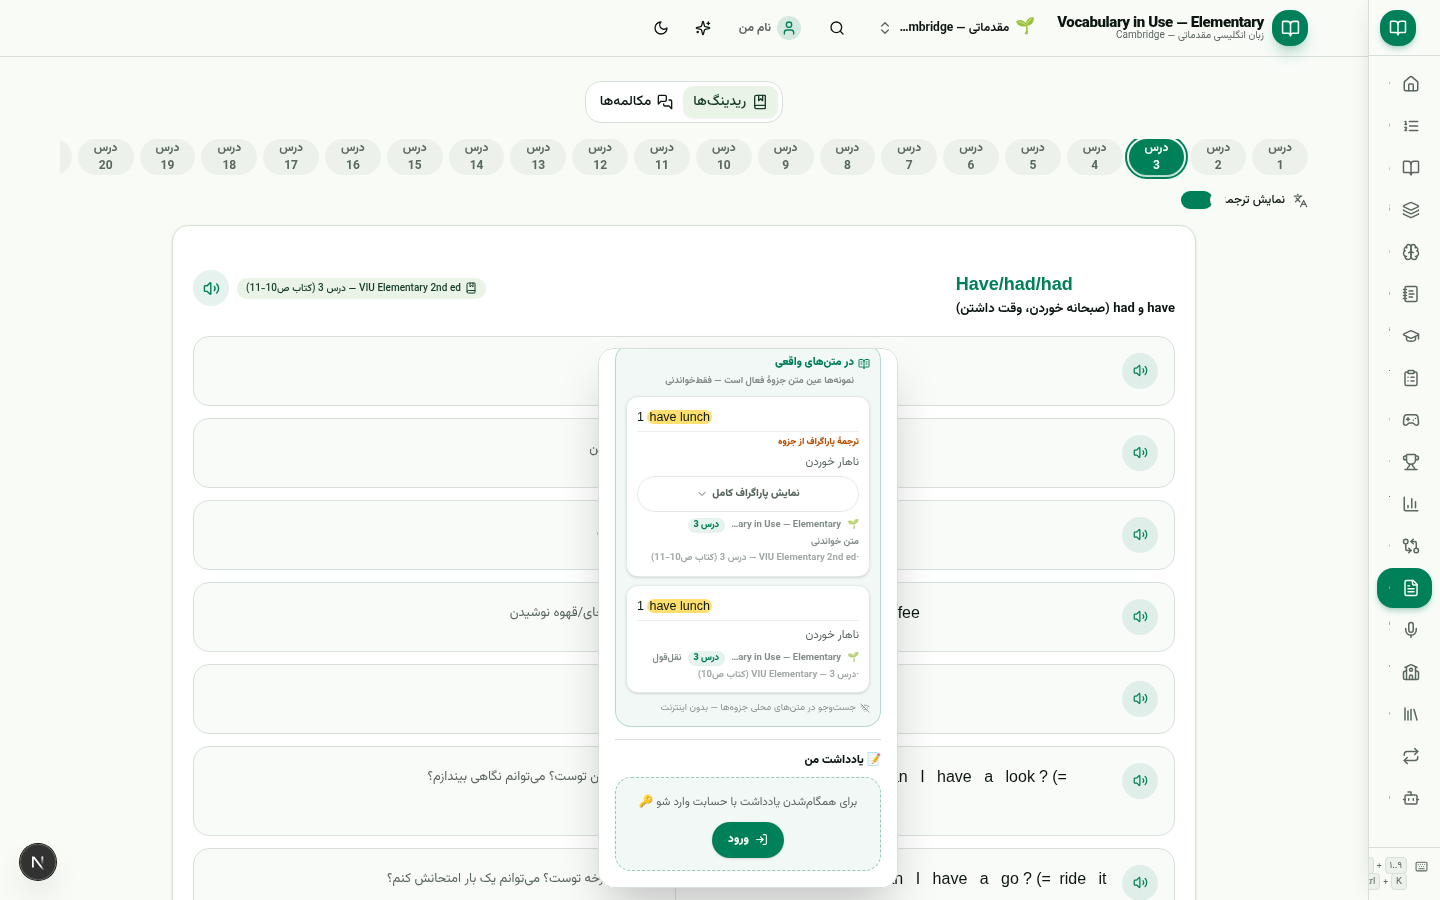 Vocabulary in Use — Elementary
زبان انگلیسی مقدماتی — Cambridge
🌱 مقدماتی — mbridge...
نام من
ریدینگ‌ها
مکالمه‌ها
درس 1
درس 2
درس 3
درس 4
درس 5
درس 6
درس 7
درس 8
درس 9
درس 10
درس 11
درس 12
درس 13
درس 14
درس 15
درس 16
درس 17
درس 18
درس 19
درس 20
نمایش ترجمه
Have/had/had
have و had (صبحانه خوردن، وقت داشتن)
VIU Elementary 2nd ed — درس 3 (کتاب ص10-11)
fee
چای/قهوه نوشیدن
I have a look ? (=
توست؟ می‌توانم نگاهی بیندازم؟
I have a go ? (= ride it
توست؟ می‌توانم یک بار امتحانش کنم؟
در متن‌های واقعی
نمونه‌ها عین متن جزوهٔ فعال است — فقط‌خواندنی
1 have lunch
ترجمهٔ پاراگراف از جزوه
ناهار خوردن
نمایش پاراگراف کامل
🌱 ...ary in Use — Elementary درس 3
متن خواندنی
·VIU Elementary 2nd ed — درس 3 (کتاب ص10-11)
1 have lunch
ناهار خوردن
🌱 ...ary in Use — Elementary درس 3 نقل‌قول
·درس 3 — VIU Elementary (کتاب ص10)
جست‌وجو در متن‌های محلی جزوه‌ها — بدون اینترنت
📝 یادداشت من
برای همگام‌شدن یادداشت با حسابت وارد شو 🔑
ورود
N
+ ۱..۹
+ K